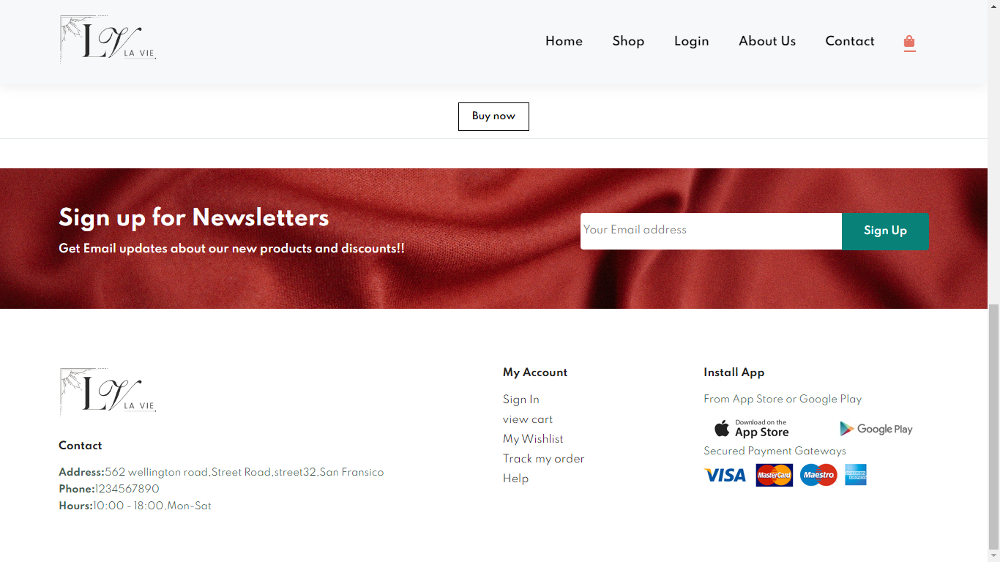 LV LA VIE
Home Shop Login About Us Contact
Buy now
Sign up for Newsletters
Get Email updates about our new products and discounts!!
Your Email address
Sign Up
LV LA VIE
Contact
Address:562 wellington road,Street Road,street32,San Fransico
Phone:1234567890
Hours:10:00 - 18:00,Mon-Sat
My Account
Sign In
view cart
My Wishlist
Track my order
Help
Install App
From App Store or Google Play
Download on the
App Store
Google Play
Secured Payment Gateways
VISA MasterCard Maestro AMERICAN EXPRESS